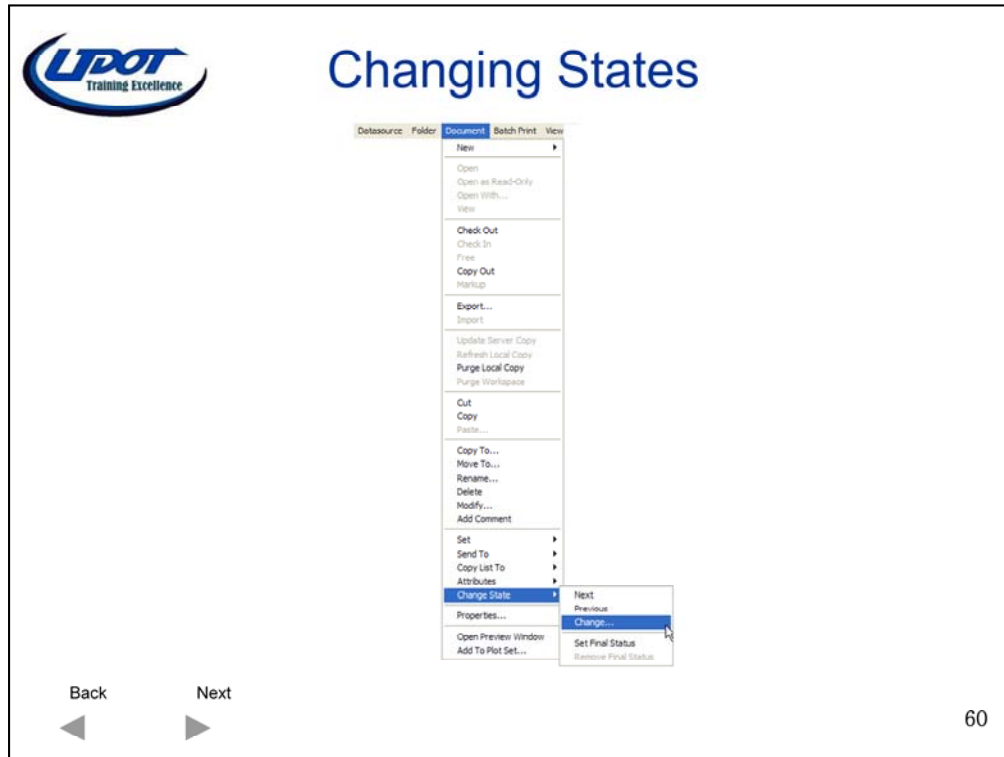 UDOT
Training Excellence
Changing States
Datasource Folder Document Batch Print View
New
Open
Open as Read-Only
Open With...
View
Check Out
Check In
Free
Copy Out
Markup
Export...
Import
Update Server Copy
Refresh Local Copy
Purge Local Copy
Purge Workspace
Cut
Copy
Paste...
Copy To...
Move To...
Rename...
Delete
Modify...
Add Comment
Set
Send To
Copy List To
Attributes
Change State
Next
Previous
Change...
Set Final Status
Remove Final Status
Properties...
Open Preview Window
Add To Plot Set...
Back Next
60